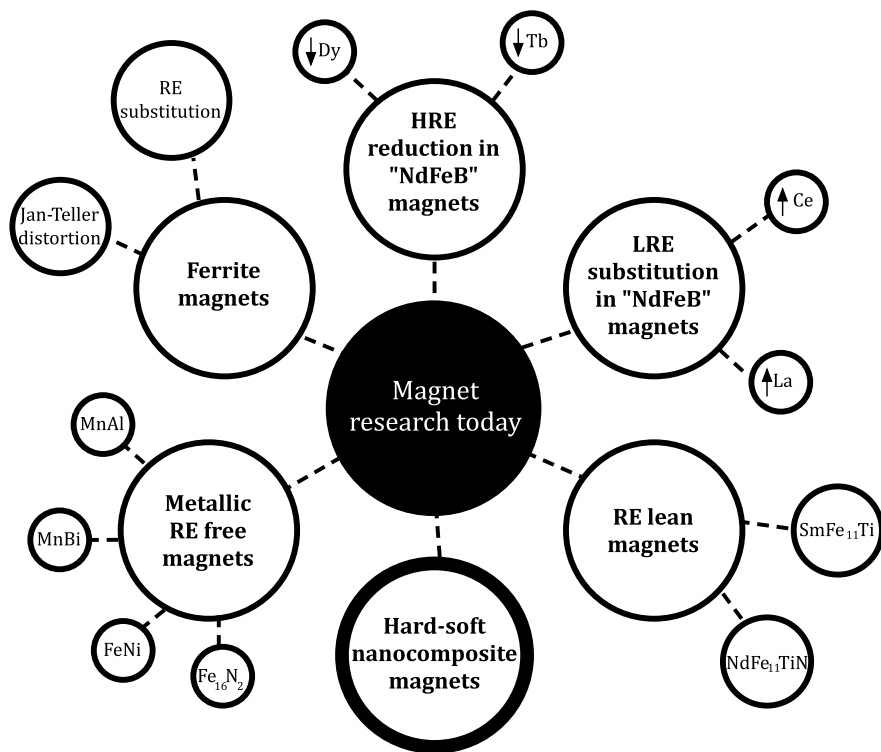 ↓Dy
↓Tb
HRE
reduction in
"NdFeB"
magnets
RE
substitution
Jan-Teller
distortion
Ferrite
magnets
↑Ce
LRE
substitution
in "NdFeB"
magnets
↑La
Magnet
research today
MnAl
MnBi
FeNi
Fe₁₆N₂
Metallic
RE free
magnets
Hard-soft
nanocomposite
magnets
RE lean
magnets
SmFe₁₁Ti
NdFe₁₁TiN